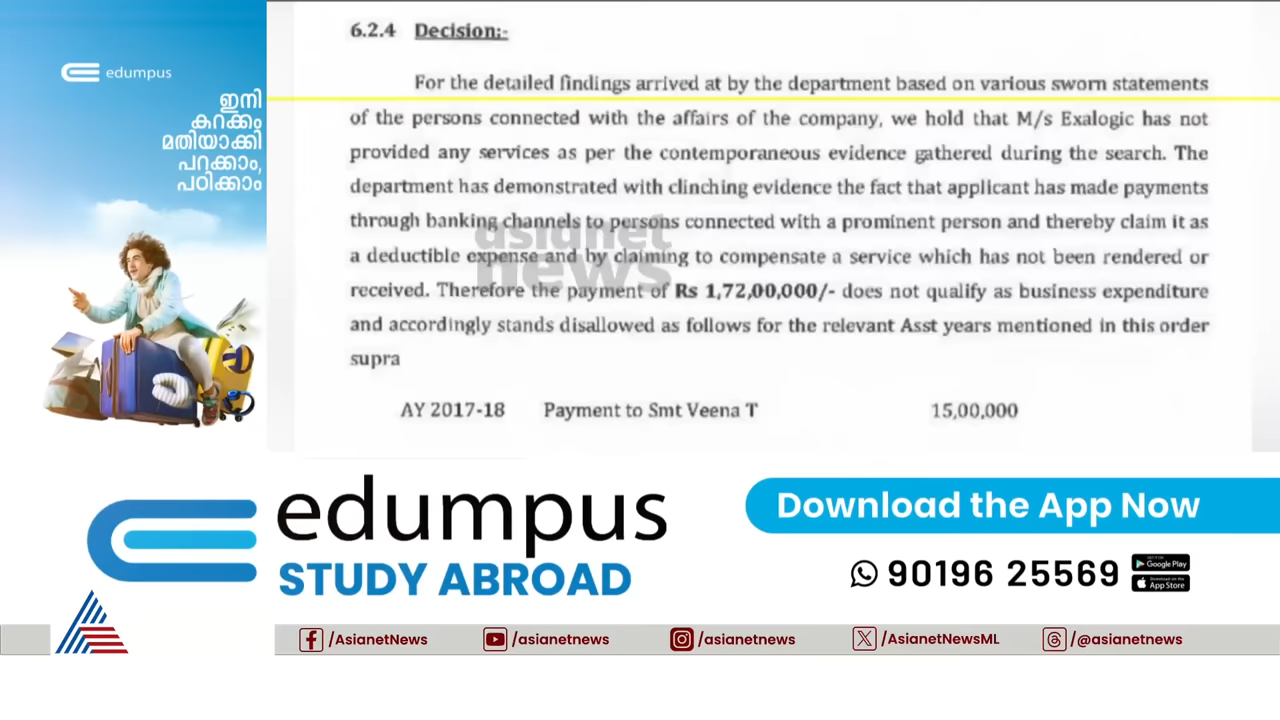 edumpus
ഇനി
കറക്കം
മതിയാക്കി
പറക്കാം,
പഠിക്കാം
6.2.4 Decision:-
For the detailed findings arrived at by the department based on various sworn statements
of the persons connected with the affairs of the company, we hold that M/s Exalogic has not
provided any services as per the contemporaneous evidence gathered during the search. The
department has demonstrated with clinching evidence the fact that applicant has made payments
through banking channels to persons connected with a prominent person and thereby claim it as
a deductible expense and by claiming to compensate a service which has not been rendered or
received. Therefore the payment of Rs 1,72,00,000/- does not qualify as business expenditure
and accordingly stands disallowed as follows for the relevant Asst years mentioned in this order
supra
AY 2017-18 Payment to Smt Veena T 15,00,000
asianet
news
edumpus
STUDY ABROAD
Download the App Now
90196 25569
Google Play
App Store
/AsianetNews
/asianetnews
/asianetnews
/AsianetNewsML
/@asianetnews